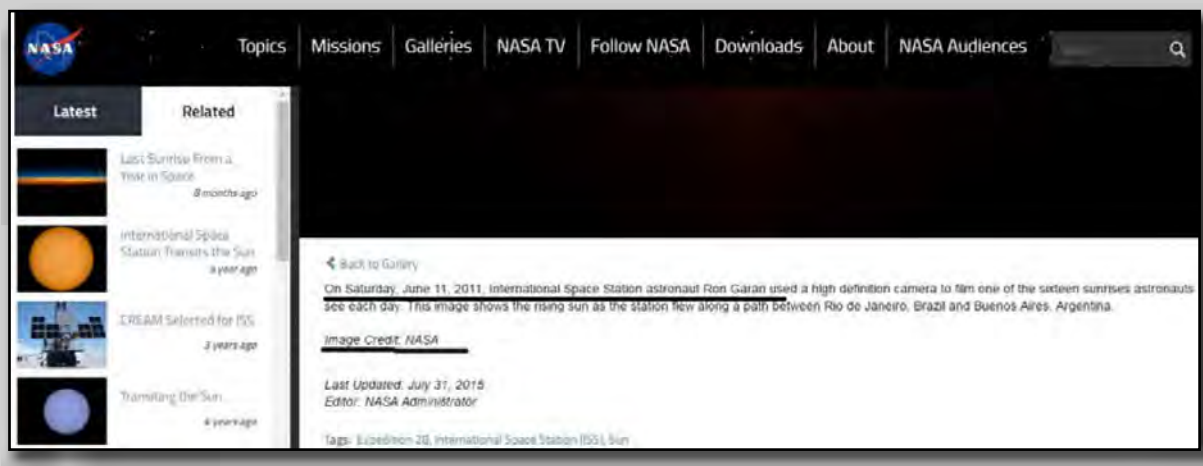 NASA
Topics Missions Galleries NASA TV Follow NASA Downloads About NASA Audiences
Latest Related
Last Sunrise From a
Year in Space
8 months ago
International Space
Station Transits the Sun
a year ago
CREAM Selected for ISS
3 years ago
Transiting the Sun
4 years ago
Back to Gallery
On Saturday, June 11, 2011, International Space Station astronaut Ron Garan used a high definition camera to film one of the sixteen sunrises astronauts
see each day. This image shows the rising sun as the station flew along a path between Rio de Janeiro, Brazil and Buenos Aires, Argentina.
Image Credit: NASA
Last Updated: July 31, 2015
Editor: NASA Administrator
Tags: Expedition 28, International Space Station (ISS), Sun